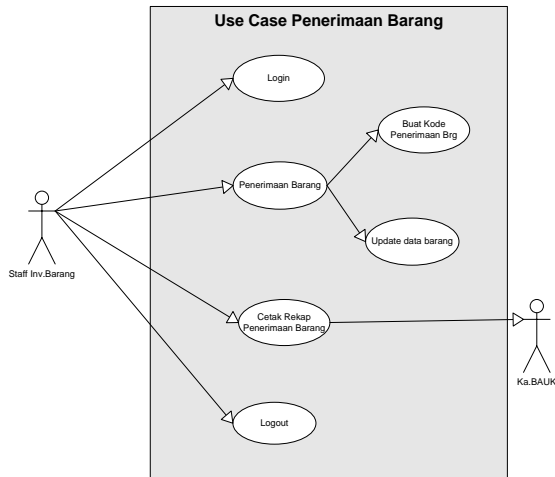 Use Case Penerimaan Barang
Login
Buat Kode
Penerimaan Brg
Penerimaan Barang
Update data barang
Staff Inv.Barang
Cetak Rekap
Penerimaan Barang
Ka.BAUK
Logout